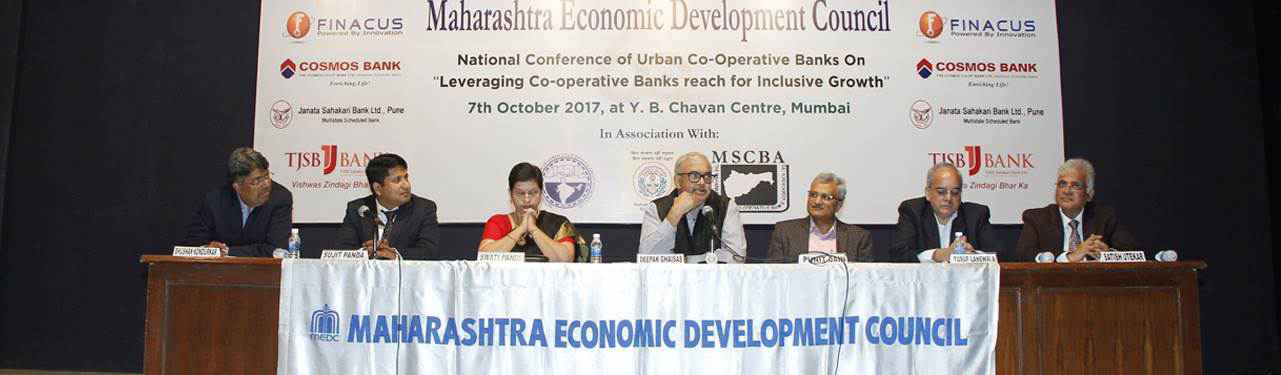 Maharashtra Economic Development Council
FINACUS
Powered By Innovation
COSMOS BANK
Enriching Life!
Janata Sahakari Bank Ltd., Pune
Multistate Scheduled Bank
TJSB BANK
Vishwas Zindagi Bhar
National Conference of Urban Co-Operative Banks On
"Leveraging Co-operative Banks reach for Inclusive Growth"
7th October 2017, at Y. B. Chavan Centre, Mumbai
In Association With:
MSCBA
FINACUS
Powered By Innovation
COSMOS BANK
Enriching Life!
Janata Sahakari Bank Ltd., Pune
Multistate Scheduled Bank
TJSB BANK
Zindagi Bhar Ka
SUJIT PANDA
SWATI
DEEPAK GHAISAS
YUSUF
SATISH UTEKAR
MEDC
MAHARASHTRA ECONOMIC DEVELOPMENT COUNCIL